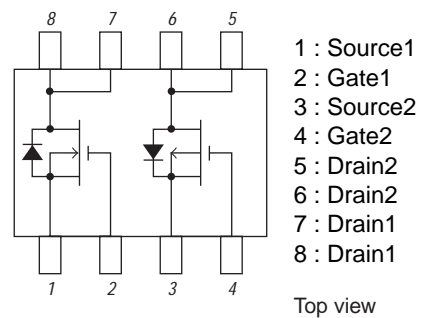 8 7 6 5
1 : Source1
2 : Gate1
3 : Source2
4 : Gate2
5 : Drain2
6 : Drain2
7 : Drain1
8 : Drain1
1 2 3 4
Top view